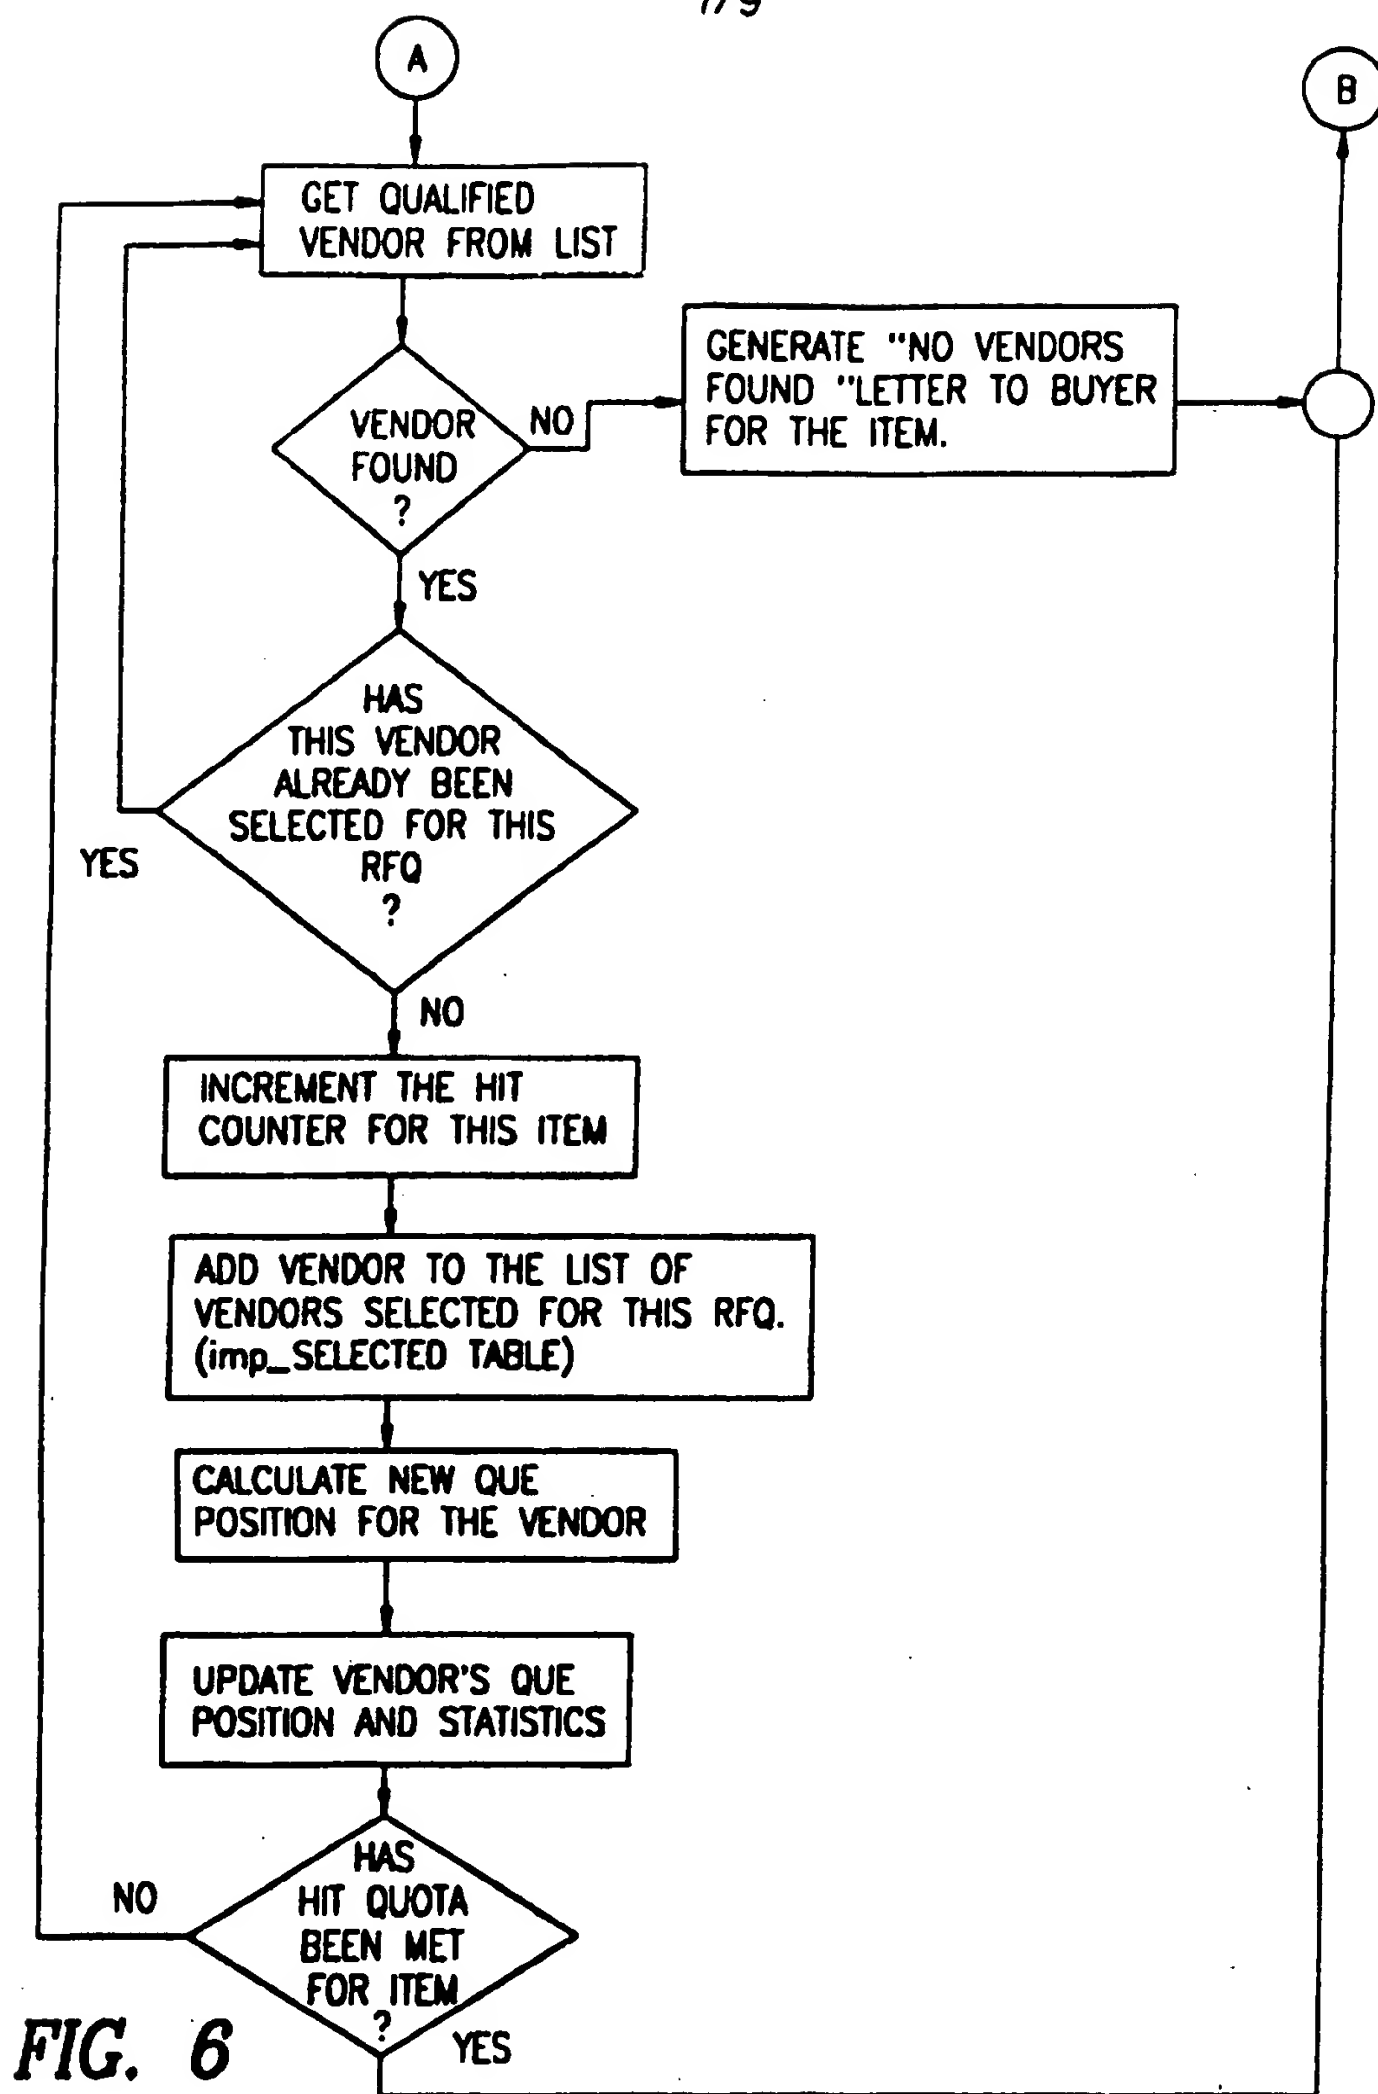 A
B
GET QUALIFIED
VENDOR FROM LIST
GENERATE "NO VENDORS
FOUND "LETTER TO BUYER
FOR THE ITEM.
VENDOR
FOUND
?
NO
YES
HAS
THIS VENDOR
ALREADY BEEN
SELECTED FOR THIS
RFQ
?
YES
NO
INCREMENT THE HIT
COUNTER FOR THIS ITEM
ADD VENDOR TO THE LIST OF
VENDORS SELECTED FOR THIS RFQ.
(imp_SELECTED TABLE)
CALCULATE NEW QUE
POSITION FOR THE VENDOR
UPDATE VENDOR'S QUE
POSITION AND STATISTICS
HAS
HIT QUOTA
BEEN MET
FOR ITEM
?
NO
YES
FIG. 6